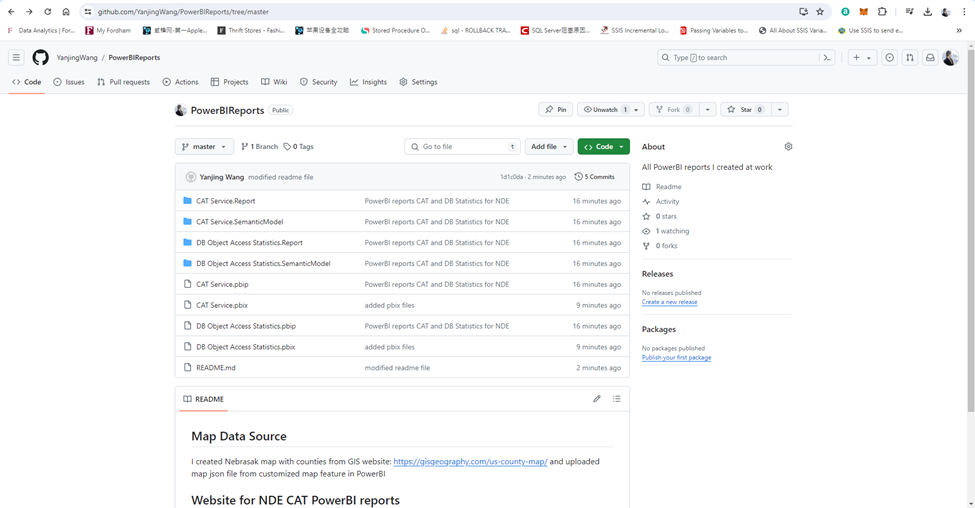 github.com/YanjingWang/PowerBIReports/tree/master
Data Analytics | For...
My Fordham
威锋网-第一Apple...
Thrift Stores - Fashi...
苹果设备全攻略
Stored Procedure O...
sql - ROLLBACK TRA...
SQL Server阻塞原因...
SSIS Incremental Lo...
Passing Variables to...
All About SSIS Varia...
Use SSIS to send e...
YanjingWang / PowerBIReports
Type / to search
Code
Issues
Pull requests
Actions
Projects
Wiki
Security
Insights
Settings
PowerBIReports Public
Pin
Unwatch 1
Fork 0
Star 0
master
1 Branch
0 Tags
Go to file t
Add file
Code
Yanjing Wang modified readme file 1d1c0da · 2 minutes ago 5 Commits
CAT Service.Report PowerBI reports CAT and DB Statistics for NDE 16 minutes ago
CAT Service.SemanticModel PowerBI reports CAT and DB Statistics for NDE 16 minutes ago
DB Object Access Statistics.Report PowerBI reports CAT and DB Statistics for NDE 16 minutes ago
DB Object Access Statistics.SemanticModel PowerBI reports CAT and DB Statistics for NDE 16 minutes ago
CAT Service.pbip PowerBI reports CAT and DB Statistics for NDE 16 minutes ago
CAT Service.pbix added pbix files 9 minutes ago
DB Object Access Statistics.pbip PowerBI reports CAT and DB Statistics for NDE 16 minutes ago
DB Object Access Statistics.pbix added pbix files 9 minutes ago
README.md modified readme file 2 minutes ago
README
Map Data Source
I created Nebrasak map with counties from GIS website: https://gisgeography.com/us-county-map/ and uploaded
map json file from customized map feature in PowerBI
Website for NDE CAT PowerBI reports
About
All PowerBI reports I created at work
Readme
Activity
0 stars
1 watching
0 forks
Releases
No releases published
Create a new release
Packages
No packages published
Publish your first package